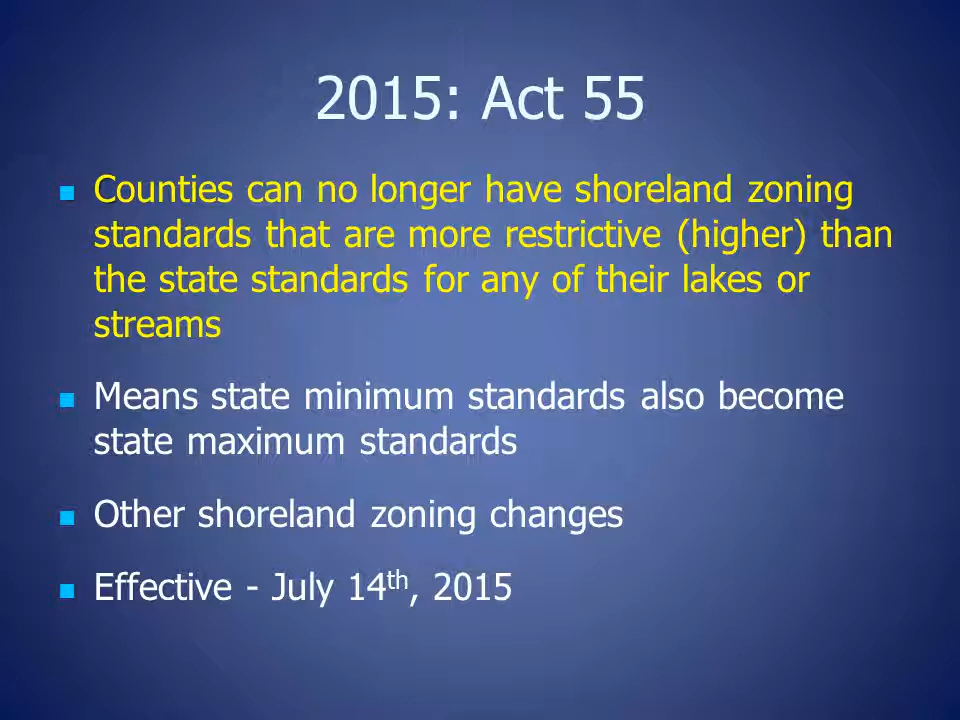 2015: Act 55
Counties can no longer have shoreland zoning
standards that are more restrictive (higher) than
the state standards for any of their lakes or
streams
Means state minimum standards also become
state maximum standards
Other shoreland zoning changes
Effective - July 14th, 2015